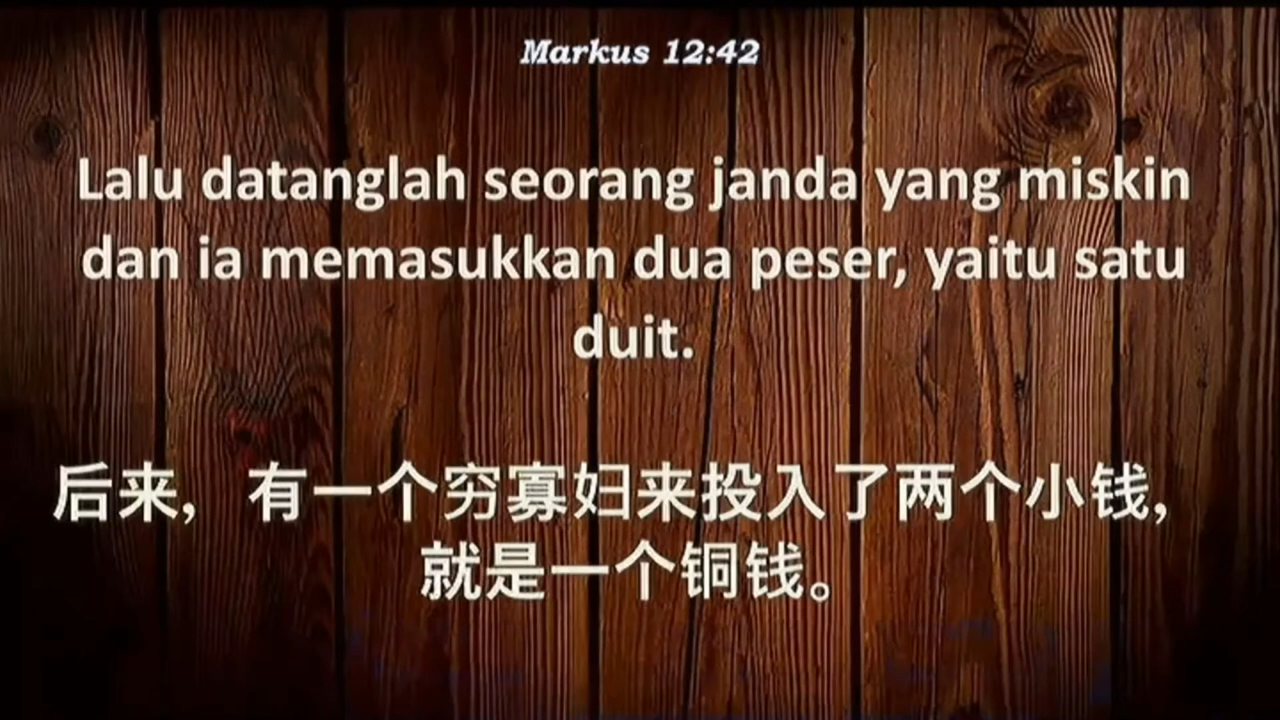 Markus 12:42
Lalu datanglah seorang janda yang miskin
dan ia memasukkan dua peser, yaitu satu
duit.
后来, 有一个穷寡妇来投入了两个小钱,
就是一个铜钱。